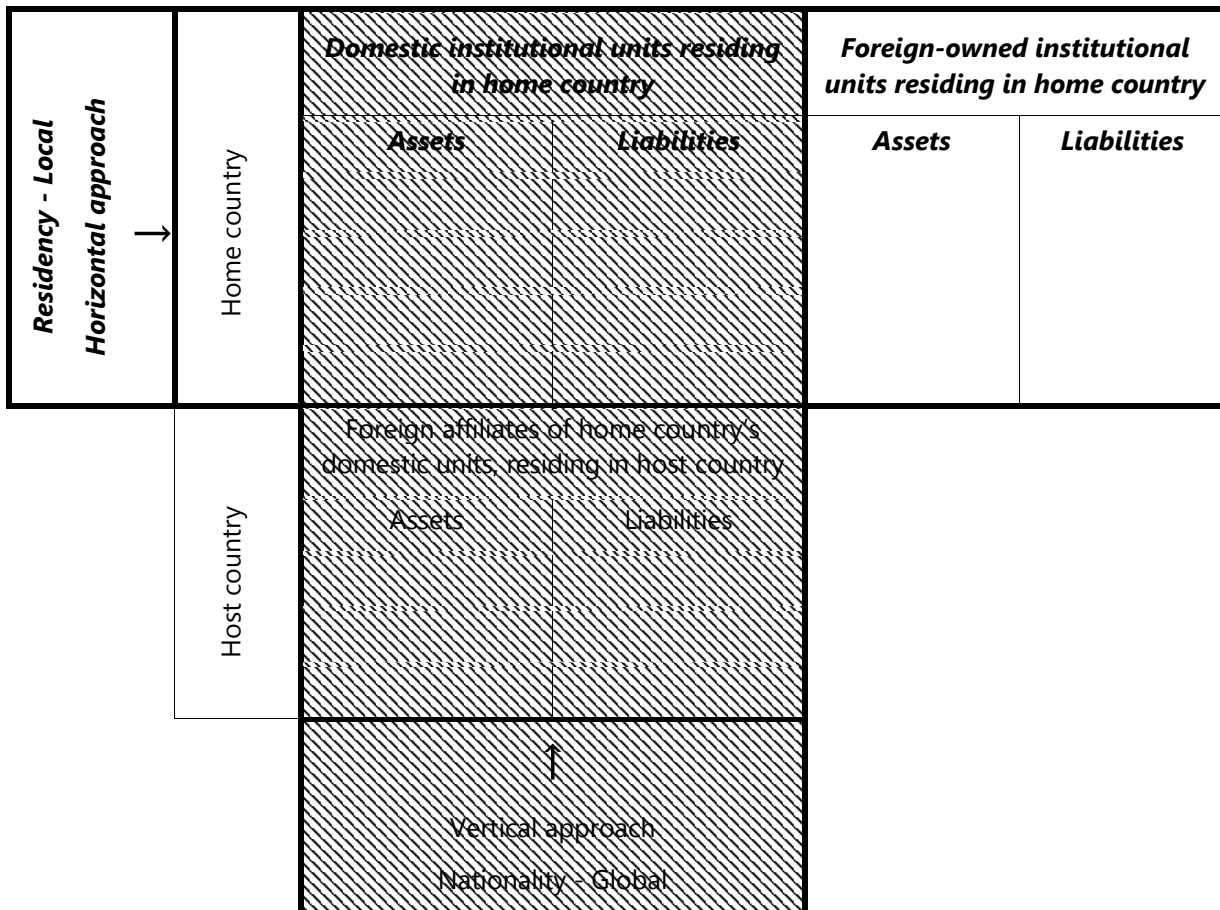 Residency - Local
Horizontal approach
→
Home country
Domestic institutional units residing
in home country
Assets
Liabilities
Foreign-owned institutional
units residing in home country
Assets
Liabilities
Host country
Foreign affiliates of home country's
domestic units, residing in host country
Assets
Liabilities
↑
Vertical approach
Nationality - Global